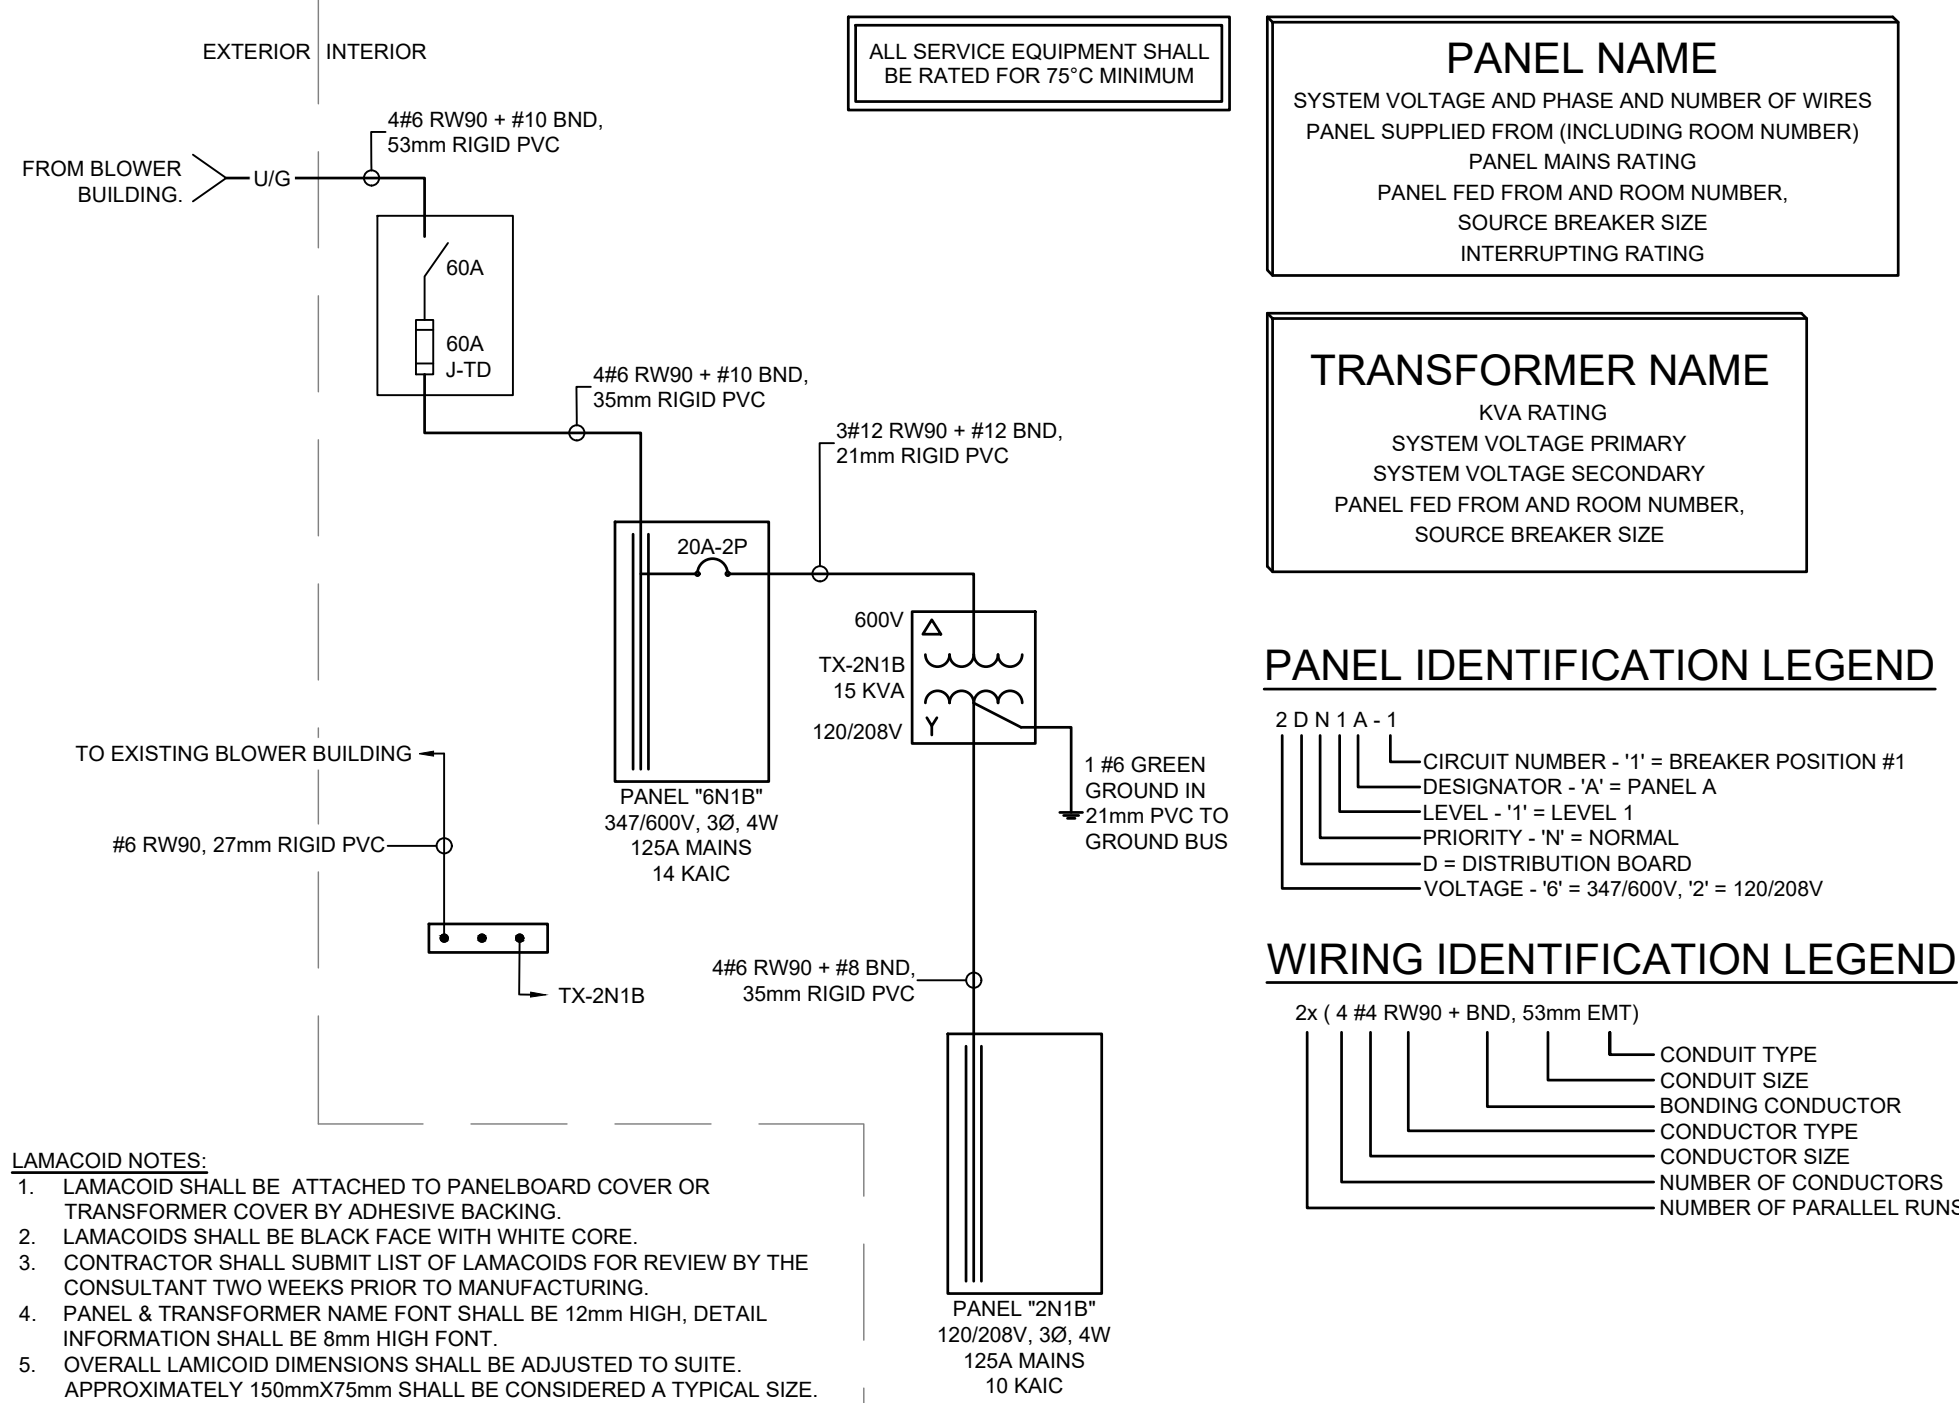 EXTERIOR INTERIOR
ALL SERVICE EQUIPMENT SHALL
BE RATED FOR 75°C MINIMUM
4#6 RW90 + #10 BND,
53mm RIGID PVC
FROM BLOWER
BUILDING.
U/G
60A
60A
J-TD
4#6 RW90 + #10 BND,
35mm RIGID PVC
3#12 RW90 + #12 BND,
21mm RIGID PVC
20A-2P
600V
TX-2N1B
15 KVA
120/208V
Y
1 #6 GREEN
GROUND IN
21mm PVC TO
GROUND BUS
PANEL "6N1B"
347/600V, 3Ø, 4W
125A MAINS
14 KAIC
TO EXISTING BLOWER BUILDING
#6 RW90, 27mm RIGID PVC
TX-2N1B
4#6 RW90 + #8 BND,
35mm RIGID PVC
PANEL "2N1B"
120/208V, 3Ø, 4W
125A MAINS
10 KAIC
LAMACOID NOTES:
1. LAMACOID SHALL BE ATTACHED TO PANELBOARD COVER OR
TRANSFORMER COVER BY ADHESIVE BACKING.
2. LAMACOIDS SHALL BE BLACK FACE WITH WHITE CORE.
3. CONTRACTOR SHALL SUBMIT LIST OF LAMACOIDS FOR REVIEW BY THE
CONSULTANT TWO WEEKS PRIOR TO MANUFACTURING.
4. PANEL & TRANSFORMER NAME FONT SHALL BE 12mm HIGH, DETAIL
INFORMATION SHALL BE 8mm HIGH FONT.
5. OVERALL LAMICOID DIMENSIONS SHALL BE ADJUSTED TO SUITE.
APPROXIMATELY 150mmX75mm SHALL BE CONSIDERED A TYPICAL SIZE.
PANEL NAME
SYSTEM VOLTAGE AND PHASE AND NUMBER OF WIRES
PANEL SUPPLIED FROM (INCLUDING ROOM NUMBER)
PANEL MAINS RATING
PANEL FED FROM AND ROOM NUMBER,
SOURCE BREAKER SIZE
INTERRUPTING RATING
TRANSFORMER NAME
KVA RATING
SYSTEM VOLTAGE PRIMARY
SYSTEM VOLTAGE SECONDARY
PANEL FED FROM AND ROOM NUMBER,
SOURCE BREAKER SIZE
PANEL IDENTIFICATION LEGEND
2 D N 1 A - 1
CIRCUIT NUMBER - '1' = BREAKER POSITION #1
DESIGNATOR - 'A' = PANEL A
LEVEL - '1' = LEVEL 1
PRIORITY - 'N' = NORMAL
D = DISTRIBUTION BOARD
VOLTAGE - '6' = 347/600V, '2' = 120/208V
WIRING IDENTIFICATION LEGEND
2x ( 4 #4 RW90 + BND, 53mm EMT)
CONDUIT TYPE
CONDUIT SIZE
BONDING CONDUCTOR
CONDUCTOR TYPE
CONDUCTOR SIZE
NUMBER OF CONDUCTORS
NUMBER OF PARALLEL RUNS